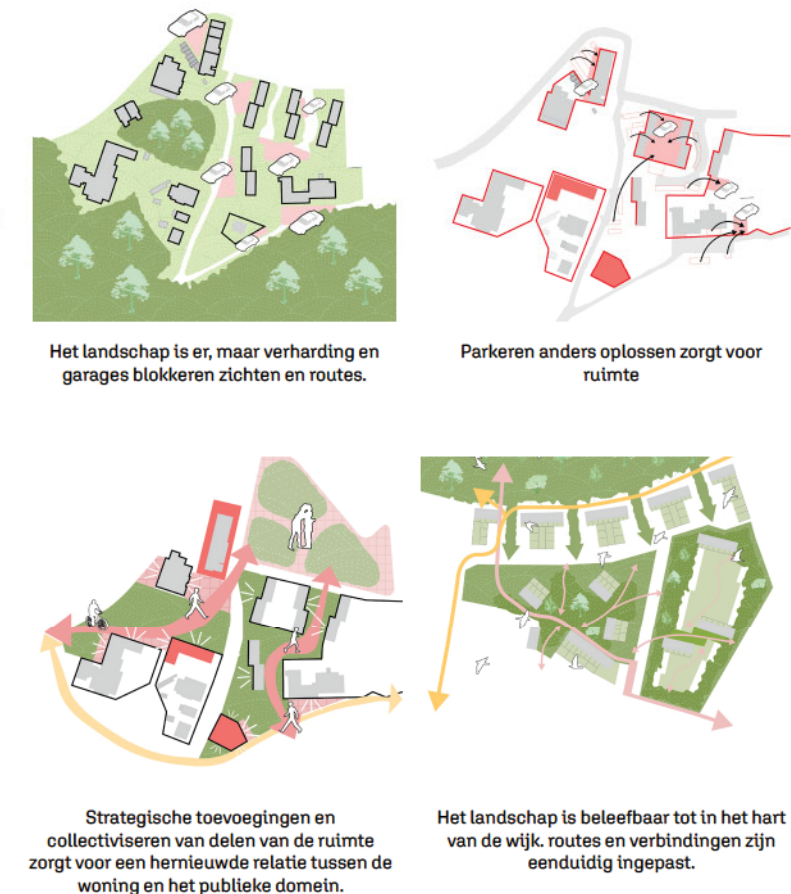 Het landschap is er, maar verharding en
garages blokkeren zichten en routes.
Parkeren anders oplossen zorgt voor
ruimte
Strategische toevoegingen en
collectiviseren van delen van de ruimte
zorgt voor een hernieuwde relatie tussen de
woning en het publieke domein.
Het landschap is beleefbaar tot in het hart
van de wijk. routes en verbindingen zijn
eenduidig ingepast.